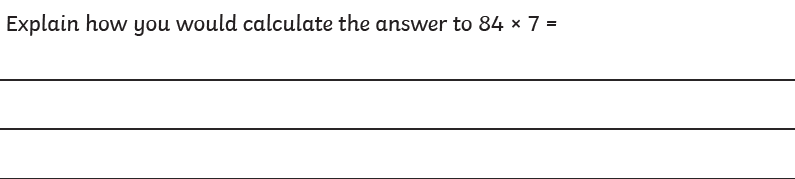 Explain how you would calculate the answer to 84 × 7 =